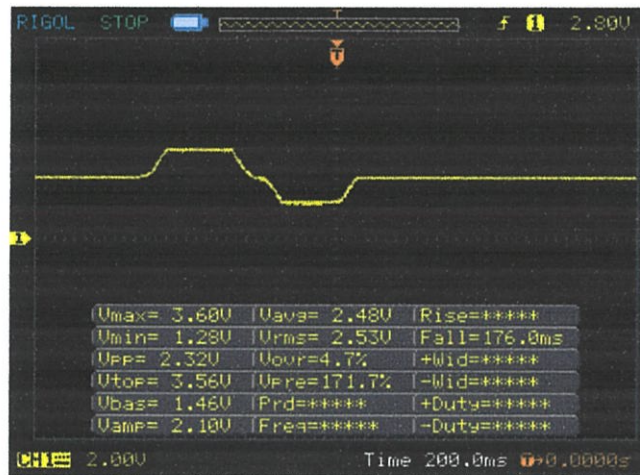 RIGOL STOP T 1 2.80V
T
1
Vmax= 3.60V Vavg= 2.48V Rise=*****
Vmin= 1.28V Vrms= 2.53V Fall=176.0ms
Vpp= 2.32V Vovr=4.7% +Wid=*****
Vtop= 3.56V Vpre=171.7% -Wid=*****
Vbas= 1.46V Prd=***** +Duty=*****
Vamp= 2.10V Freq=***** -Duty=*****
CH1 2.00V Time 200.0ms T→0.0000s